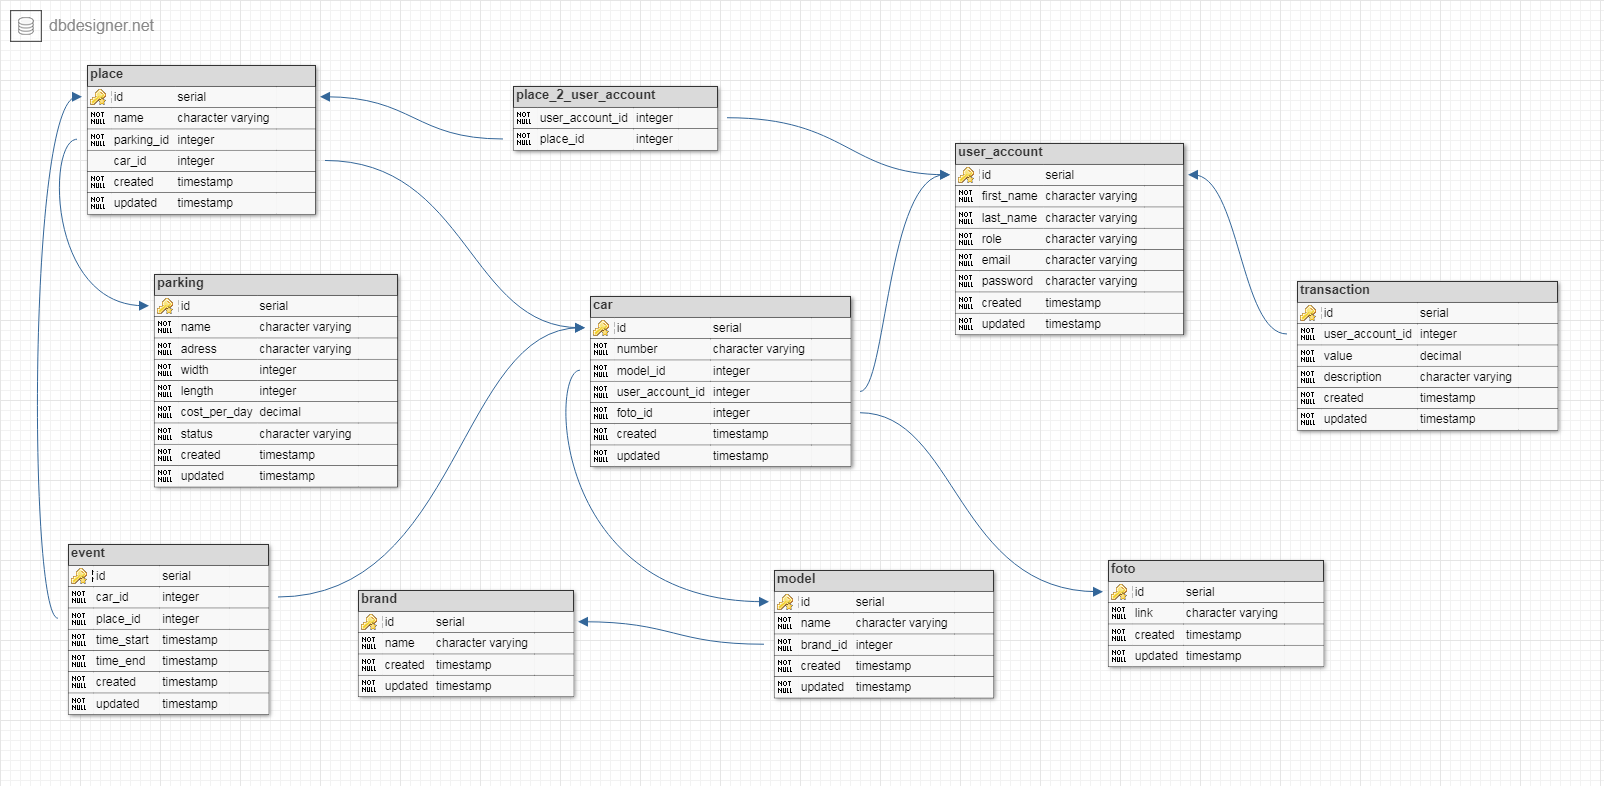 dbdesigner.net
place
id serial
NOT NULL name character varying
NOT NULL parking_id integer
car_id integer
NOT NULL created timestamp
NOT NULL updated timestamp
place_2_user_account
NOT NULL user_account_id integer
NOT NULL place_id integer
user_account
id serial
NOT NULL first_name character varying
NOT NULL last_name character varying
NOT NULL role character varying
NOT NULL email character varying
NOT NULL password character varying
NOT NULL created timestamp
NOT NULL updated timestamp
parking
id serial
NOT NULL name character varying
NOT NULL adress character varying
NOT NULL width integer
NOT NULL length integer
NOT NULL cost_per_day decimal
NOT NULL status character varying
NOT NULL created timestamp
NOT NULL updated timestamp
car
id serial
NOT NULL number character varying
NOT NULL model_id integer
NOT NULL user_account_id integer
NOT NULL foto_id integer
NOT NULL created timestamp
NOT NULL updated timestamp
transaction
id serial
NOT NULL user_account_id integer
NOT NULL value decimal
NOT NULL description character varying
NOT NULL created timestamp
NOT NULL updated timestamp
event
id serial
NOT NULL car_id integer
NOT NULL place_id integer
NOT NULL time_start timestamp
NOT NULL time_end timestamp
NOT NULL created timestamp
NOT NULL updated timestamp
brand
id serial
NOT NULL name character varying
NOT NULL created timestamp
NOT NULL updated timestamp
model
id serial
NOT NULL name character varying
NOT NULL brand_id integer
NOT NULL created timestamp
NOT NULL updated timestamp
foto
id serial
NOT NULL link character varying
NOT NULL created timestamp
NOT NULL updated timestamp